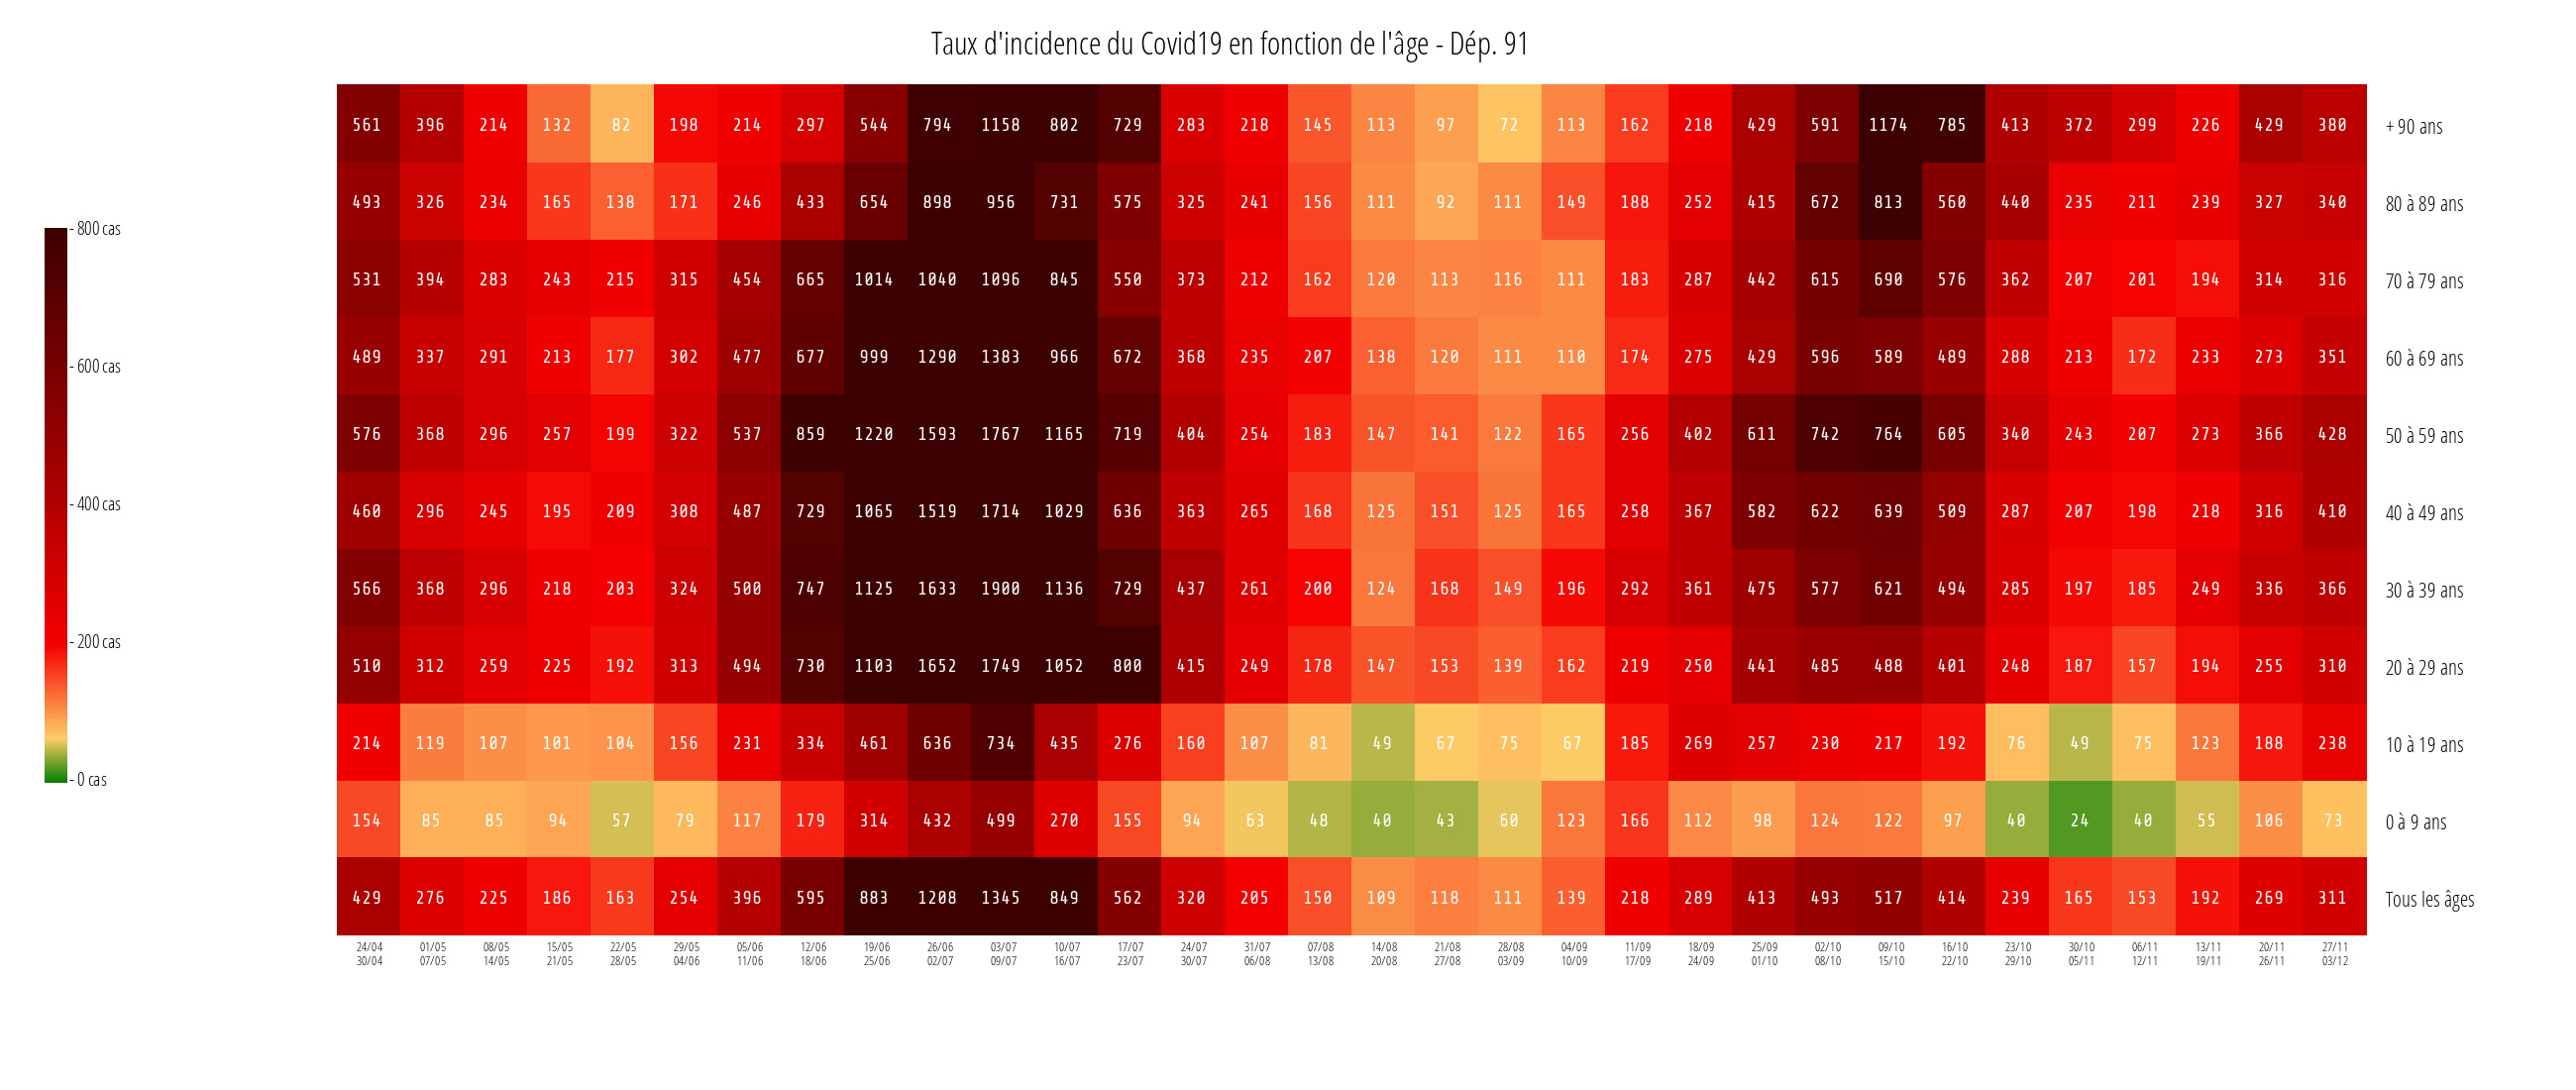 Taux d'incidence du Covid19 en fonction de l'âge - Dép. 91
- 800 cas
- 600 cas
- 400 cas
- 200 cas
- 0 cas
561 396 214 132 82 198 214 297 544 794 1158 802 729 283 218 145 113 97 72 113 162 218 429 591 1174 785 413 372 299 226 429 380 + 90 ans
493 326 234 165 138 171 246 433 654 898 956 731 575 325 241 156 111 92 111 149 188 252 415 672 813 560 440 235 211 239 327 340 80 à 89 ans
531 394 283 243 215 315 454 665 1014 1040 1096 845 550 373 212 162 120 113 116 111 183 287 442 615 690 576 362 207 201 194 314 316 70 à 79 ans
489 337 291 213 177 302 477 677 999 1290 1383 966 672 368 235 207 138 120 111 110 174 275 429 596 589 489 288 213 172 233 273 351 60 à 69 ans
576 368 296 257 199 322 537 859 1220 1593 1767 1165 719 404 254 183 147 141 122 165 256 402 611 742 764 605 340 243 207 273 366 428 50 à 59 ans
460 296 245 195 209 308 487 729 1065 1519 1714 1029 636 363 265 168 125 151 125 165 258 367 582 622 639 509 287 207 198 218 316 410 40 à 49 ans
566 368 296 218 203 324 500 747 1125 1633 1900 1136 729 437 261 200 124 168 149 196 292 361 475 577 621 494 285 197 185 249 336 366 30 à 39 ans
510 312 259 225 192 313 494 730 1103 1652 1749 1052 800 415 249 178 147 153 139 162 219 250 441 485 488 401 248 187 157 194 255 310 20 à 29 ans
214 119 107 101 104 156 231 334 461 636 734 435 276 160 107 81 49 67 75 67 185 269 257 230 217 192 76 49 75 123 188 238 10 à 19 ans
154 85 85 94 57 79 117 179 314 432 499 270 155 94 63 48 40 43 60 123 166 112 98 124 122 97 40 24 40 55 106 73 0 à 9 ans
429 276 225 186 163 254 396 595 883 1208 1345 849 562 320 205 150 109 118 111 139 218 289 413 493 517 414 239 165 153 192 269 311 Tous les âges
24/04 01/05 08/05 15/05 22/05 29/05 05/06 12/06 19/06 26/06 03/07 10/07 17/07 24/07 31/07 07/08 14/08 21/08 28/08 04/09 11/09 18/09 25/09 02/10 09/10 16/10 23/10 30/10 06/11 13/11 20/11 27/11
30/04 07/05 14/05 21/05 28/05 04/06 11/06 18/06 25/06 02/07 09/07 16/07 23/07 30/07 06/08 13/08 20/08 27/08 03/09 10/09 17/09 24/09 01/10 08/10 15/10 22/10 29/10 05/11 12/11 19/11 26/11 03/12